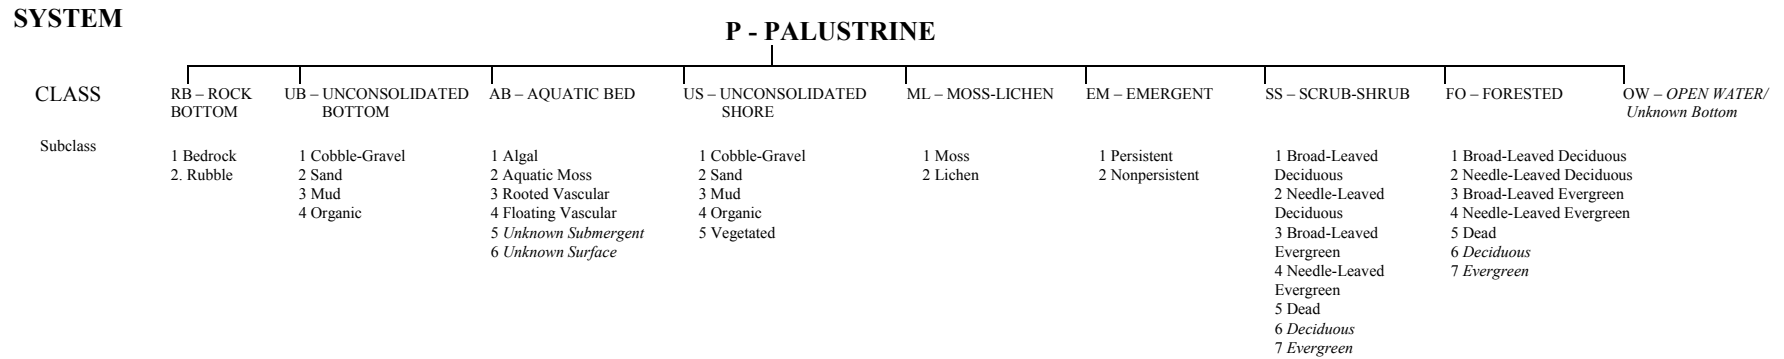 SYSTEM
P - PALUSTRINE
CLASS
RB – ROCK
BOTTOM
UB – UNCONSOLIDATED
BOTTOM
AB – AQUATIC BED
US – UNCONSOLIDATED
SHORE
ML – MOSS-LICHEN
EM – EMERGENT
SS – SCRUB-SHRUB
FO – FORESTED
OW – OPEN WATER/
Unknown Bottom
Subclass
1 Bedrock
2. Rubble
1 Cobble-Gravel
2 Sand
3 Mud
4 Organic
1 Algal
2 Aquatic Moss
3 Rooted Vascular
4 Floating Vascular
5 Unknown Submergent
6 Unknown Surface
1 Cobble-Gravel
2 Sand
3 Mud
4 Organic
5 Vegetated
1 Moss
2 Lichen
1 Persistent
2 Nonpersistent
1 Broad-Leaved
Deciduous
2 Needle-Leaved
Deciduous
3 Broad-Leaved
Evergreen
4 Needle-Leaved
Evergreen
5 Dead
6 Deciduous
7 Evergreen
1 Broad-Leaved Deciduous
2 Needle-Leaved Deciduous
3 Broad-Leaved Evergreen
4 Needle-Leaved Evergreen
5 Dead
6 Deciduous
7 Evergreen